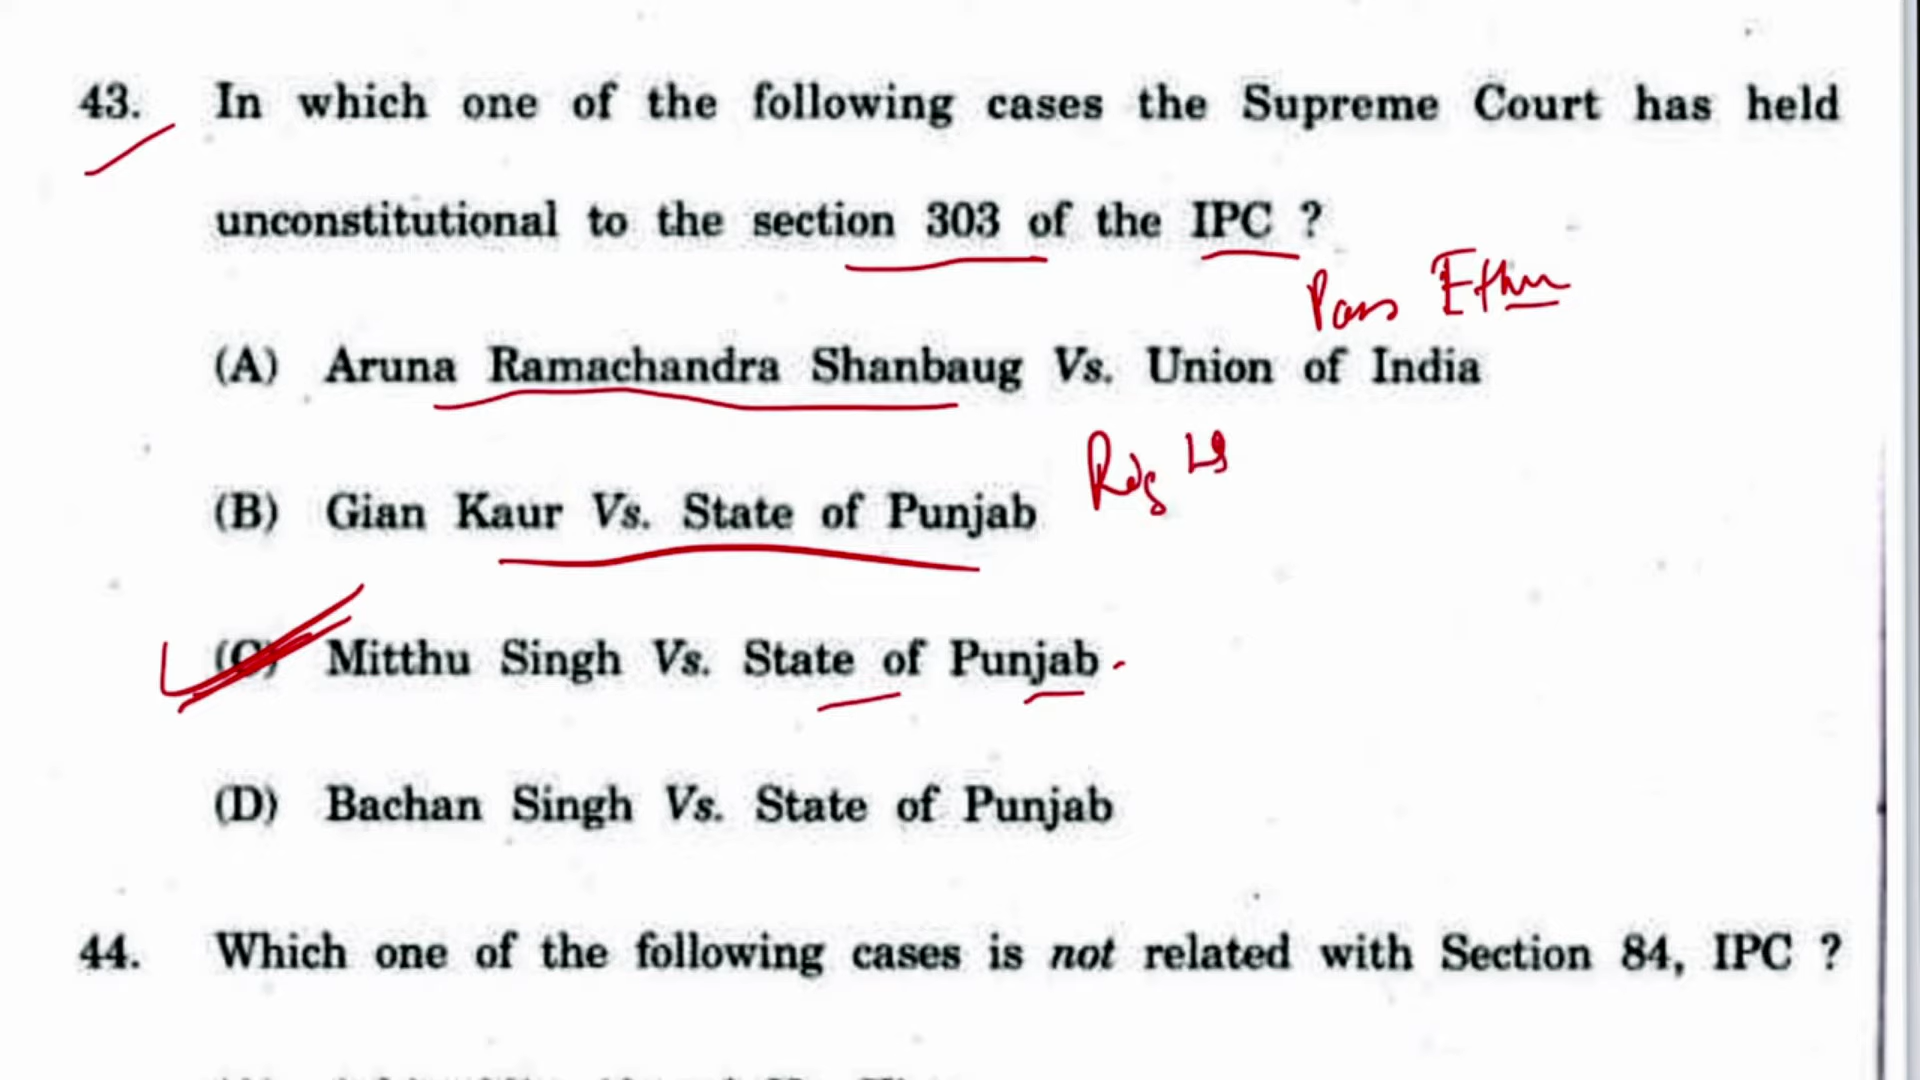 43. In which one of the following cases the Supreme Court has held
unconstitutional to the section 303 of the IPC ?
(A) Aruna Ramachandra Shanbaug Vs. Union of India
(B) Gian Kaur Vs. State of Punjab
(C) Mitthu Singh Vs. State of Punjab
(D) Bachan Singh Vs. State of Punjab
44. Which one of the following cases is not related with Section 84, IPC ?